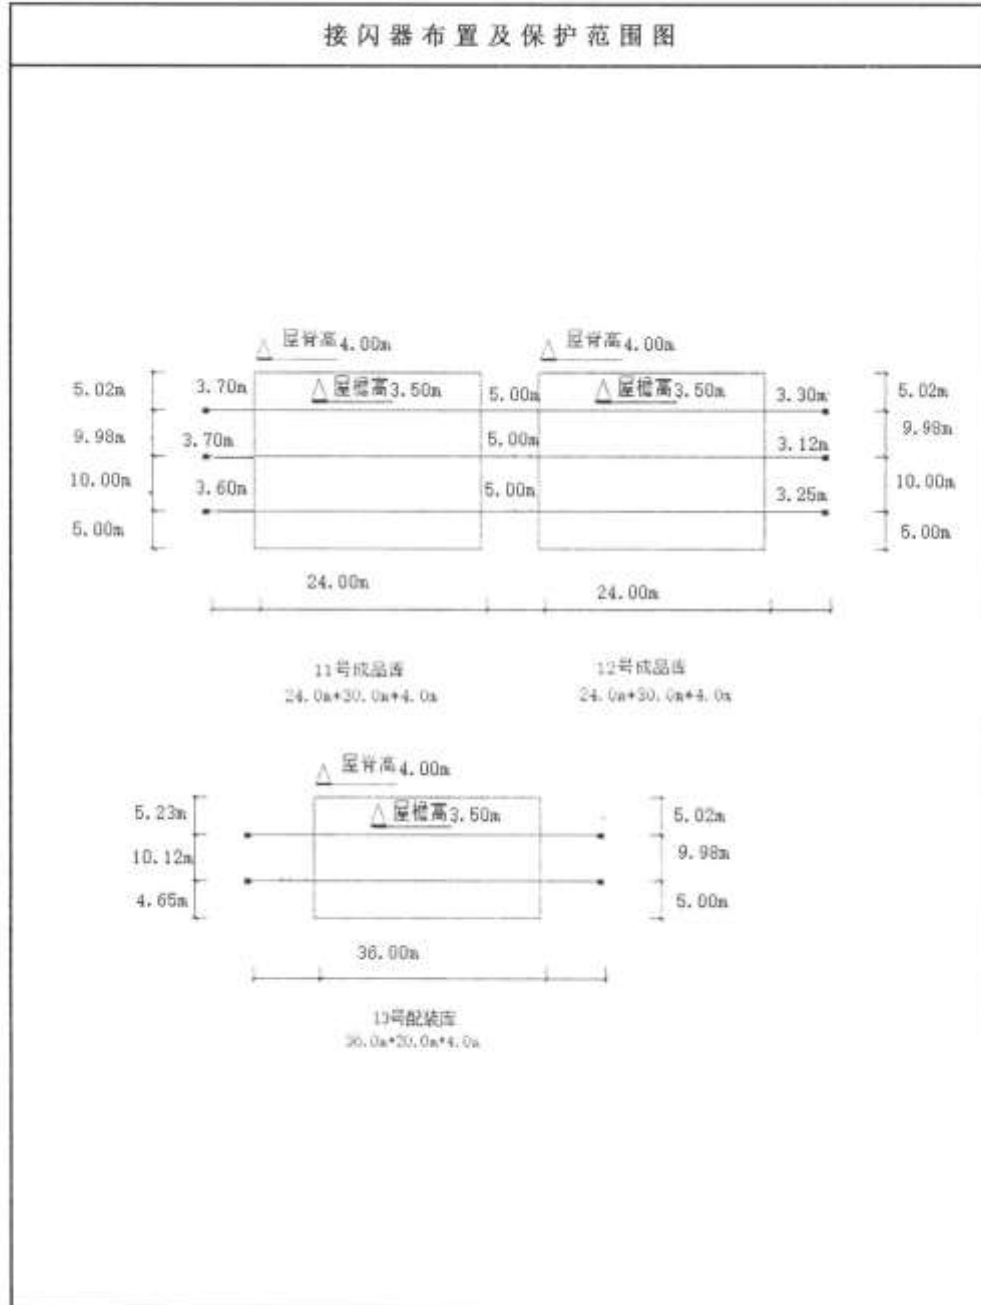 接闪器布置及保护范围图
屋脊高4.00m 屋脊高4.00m
5.02m 3.70m 屋檐高3.50m 5.00m 屋檐高3.50m 3.30m 5.02m
9.98m 3.70m 5.00m 3.12m 9.98m
10.00m 3.60m 5.00m 3.25m 10.00m
5.00m 5.00m
24.00m 24.00m
11号成品库 12号成品库
24.0m*30.0m*4.0m 24.0m*30.0m*4.0m
屋脊高4.00m
5.23m 屋檐高3.50m 5.02m
10.12m 9.98m
4.65m 5.00m
36.00m
13号配装库
36.0m*20.0m*4.0m